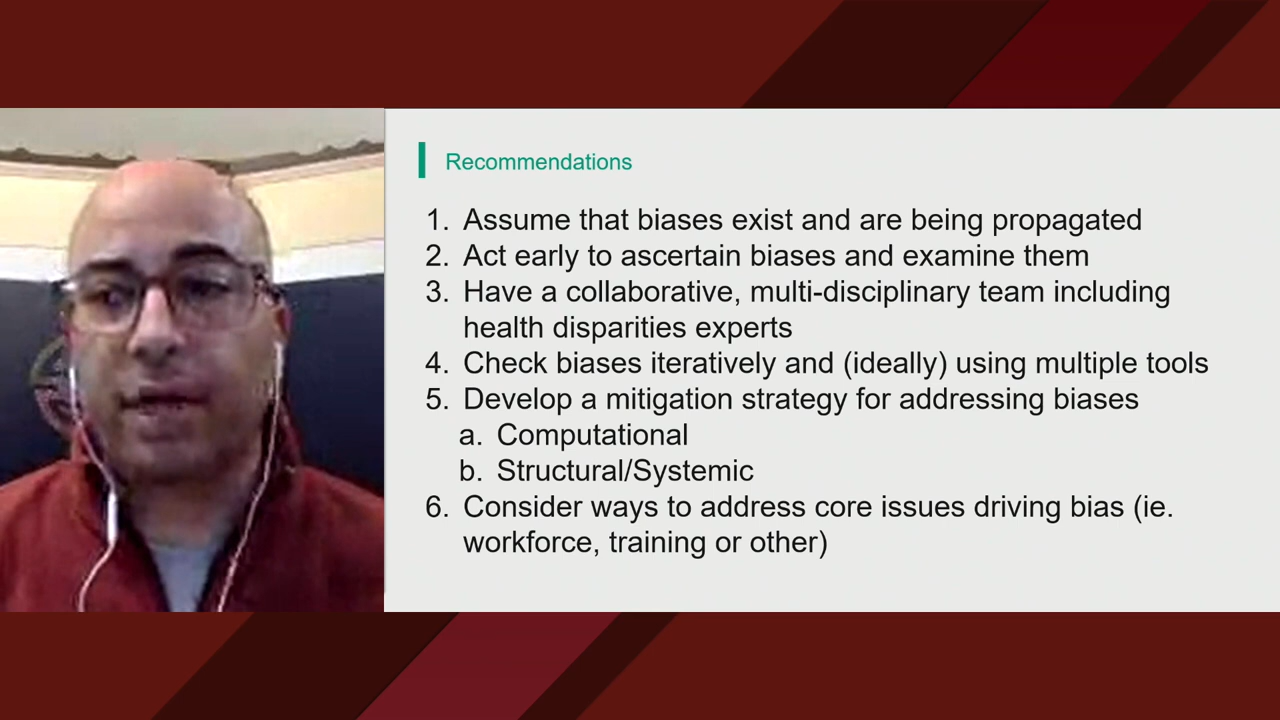 Recommendations
1. Assume that biases exist and are being propagated
2. Act early to ascertain biases and examine them
3. Have a collaborative, multi-disciplinary team including
health disparities experts
4. Check biases iteratively and (ideally) using multiple tools
5. Develop a mitigation strategy for addressing biases
a. Computational
b. Structural/Systemic
6. Consider ways to address core issues driving bias (ie.
workforce, training or other)